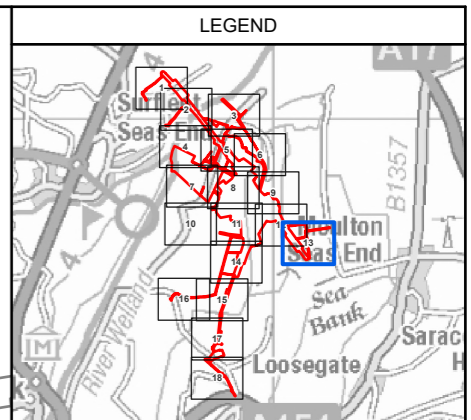 LEGEND
A17
1
Surfleet
Seas End
2
3
4
5
6
7
8
9
B1357
10
11
Moulton
Seas End
13
14
16
15
River Welland
Sea
Bank
M
17
Loosegate
Sarac
H
18
k